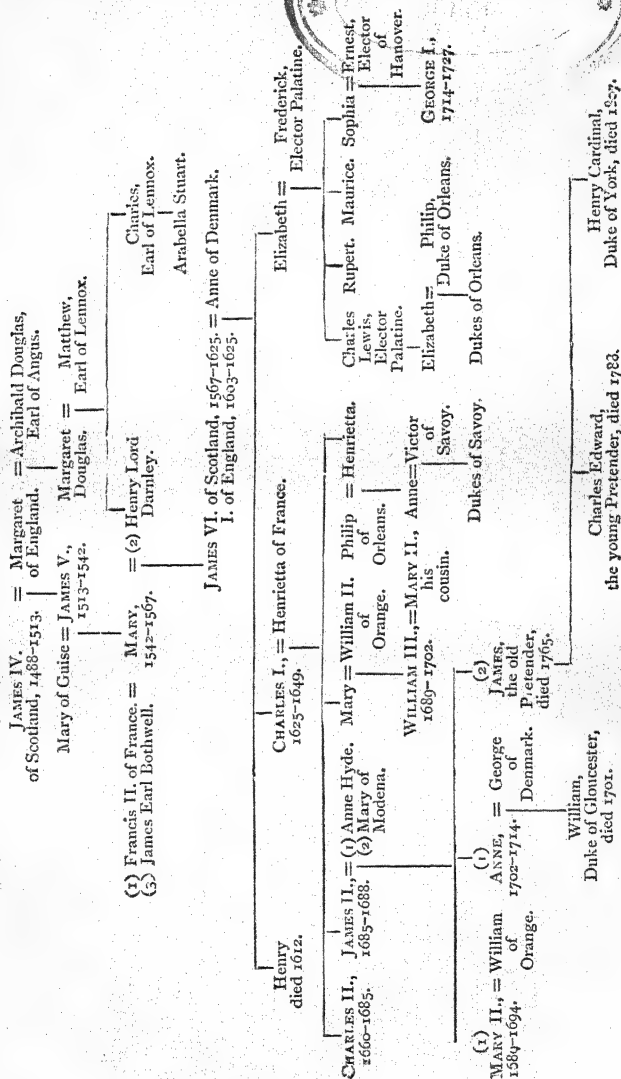 JAMES IV. = Margaret = Archibald Douglas,
of Scotland, 1488-1513. of England. Earl of Angus.
Mary of Guise = JAMES V., Margaret = Matthew,
1513-1542. Douglas. Earl of Lennox.
(1) Francis II. of France. = MARY, = (2) Henry Lord
(3) James Earl Bothwell. 1542-1567. Darnley.
Charles,
Earl of Lennox.
Arabella Stuart.
JAMES VI. of Scotland, 1567-1625. = Anne of Denmark.
I. of England, 1603-1625.
Henry
died 1612.
CHARLES I., = Henrietta of France.
1625-1649.
Elizabeth = Frederick,
Elector Palatine.
CHARLES II., JAMES II., = (1) Anne Hyde. Mary = William II. Philip = Henrietta.
1660-1685. 1685-1688. (2) Mary of of of
Modena. Orange. Orleans.
Charles Rupert. Maurice. Sophia = Ernest,
Lewis, Elector
Elector of
Palatine. Hanover.
WILLIAM III., = MARY II., Anne = Victor
1689-1702. his of
cousin. Savoy.
Elizabeth = Philip,
Duke of Orleans.
GEORGE I.,
1714-1727.
Dukes of Savoy.
Dukes of Orleans.
(1) (1) (2)
MARY II., = William ANNE, = George JAMES,
1689-1694. of 1702-1714. of the old
Orange. Denmark. Pretender,
died 1765.
William,
Duke of Gloucester,
died 1701.
Charles Edward,
the young Pretender, died 1788.
Henry Cardinal,
Duke of York, died 1807.